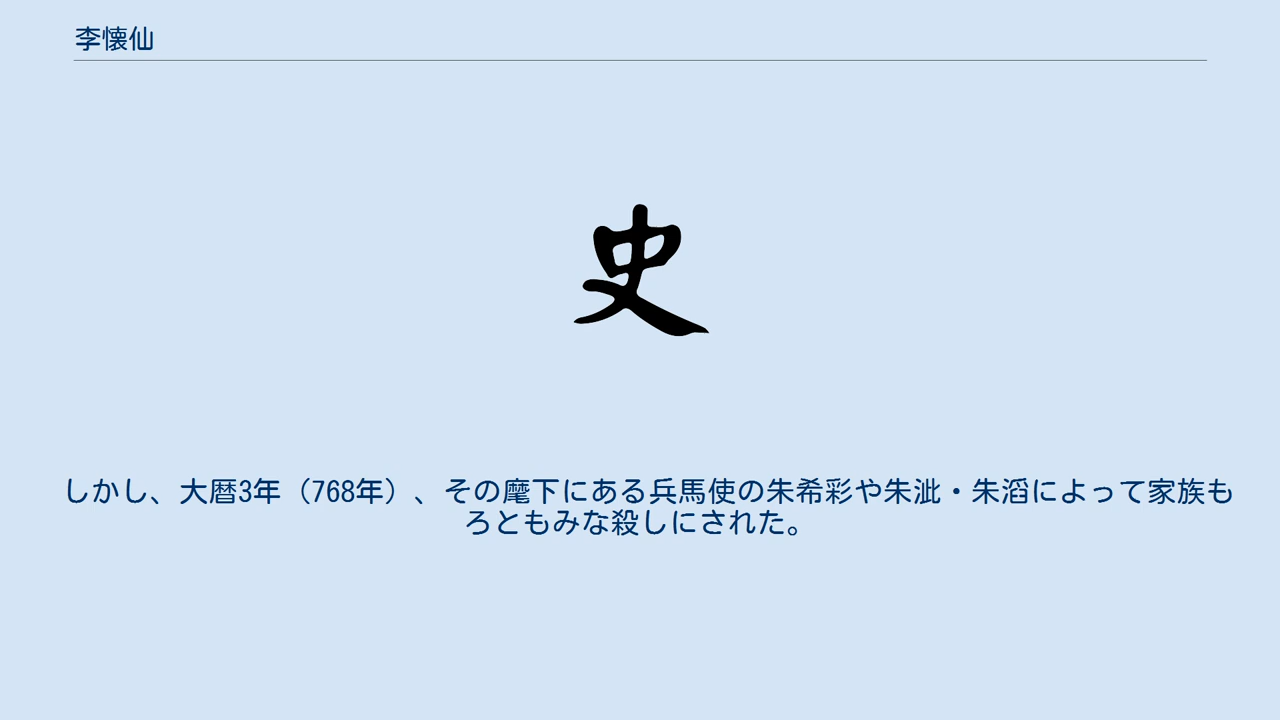 李懐仙
史
しかし、大暦3年（768年）、その麾下にある兵馬使の朱希彩や朱泚・朱滔によって家族も
ろともみな殺しにされた。